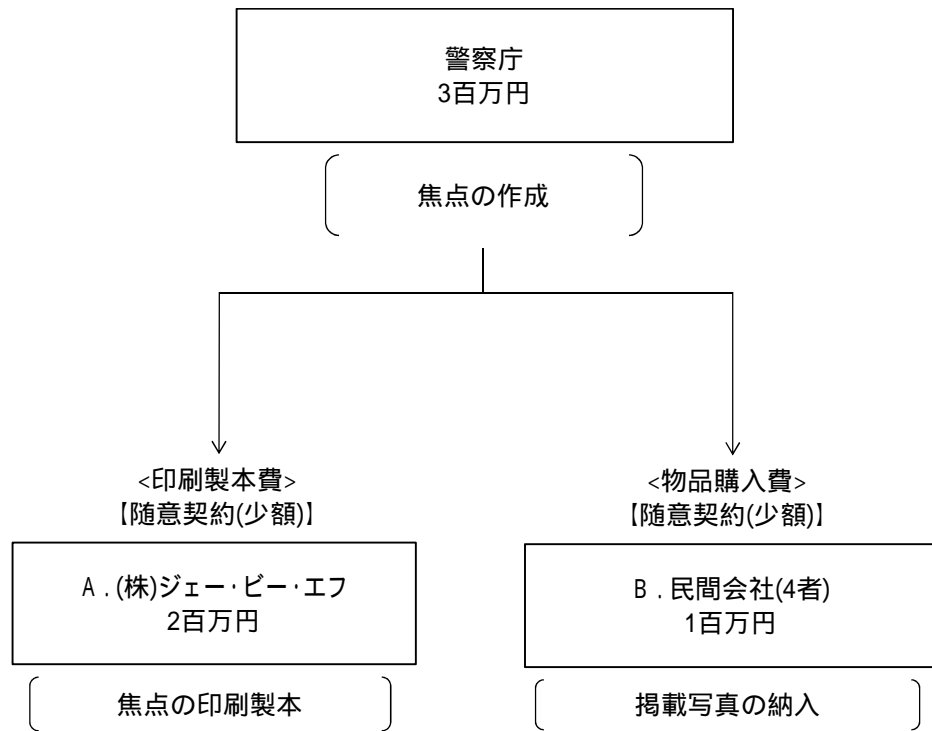 警察庁
3百万円
焦点の作成
<印刷製本費>
【随意契約(少額)】
A．(株)ジェー・ビー・エフ
2百万円
焦点の印刷製本
<物品購入費>
【随意契約(少額)】
B．民間会社(4者)
1百万円
掲載写真の納入